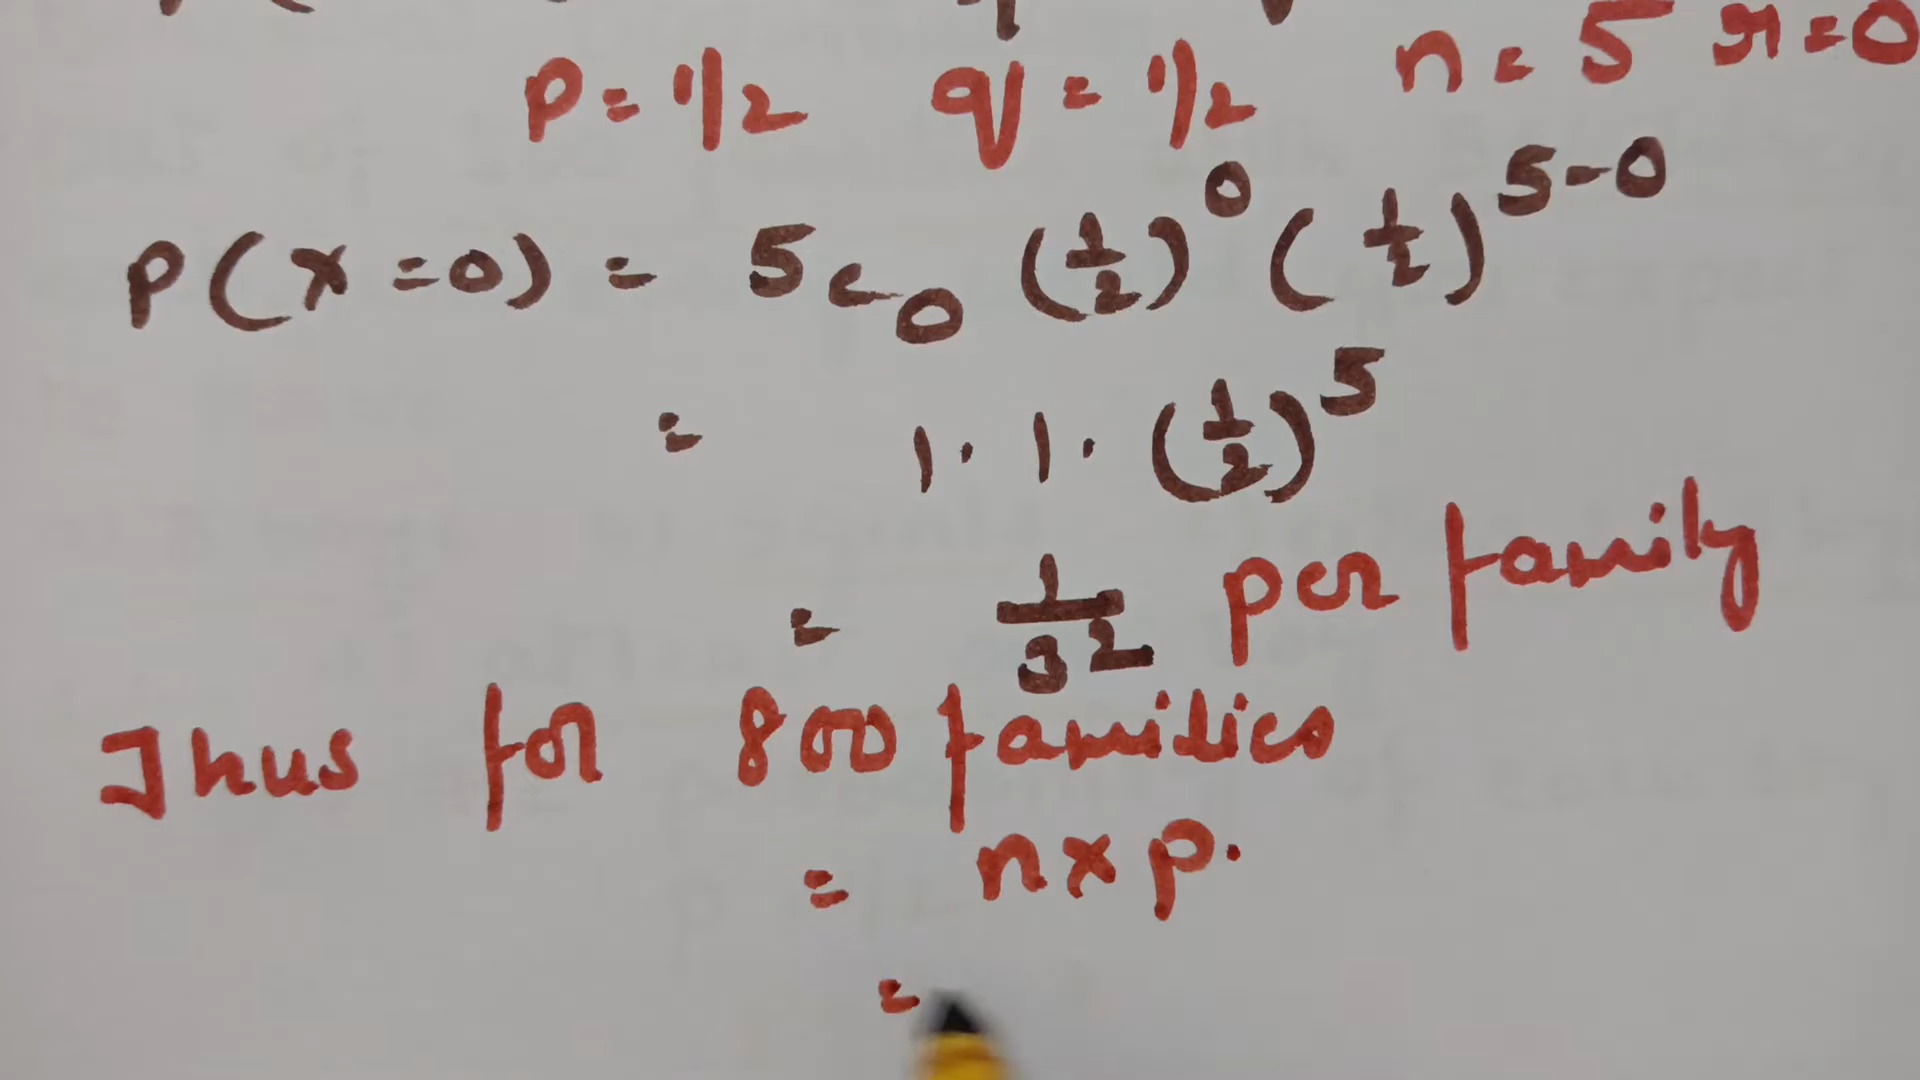 p = 1/2 q = 1/2 n = 5 r = 0
P(x = 0) = 5c₀ (1/2)⁰ (1/2)⁵⁻⁰
= 1 · 1 · (1/2)⁵
= 1/32 per family
Thus for 800 families
= n × p.
=